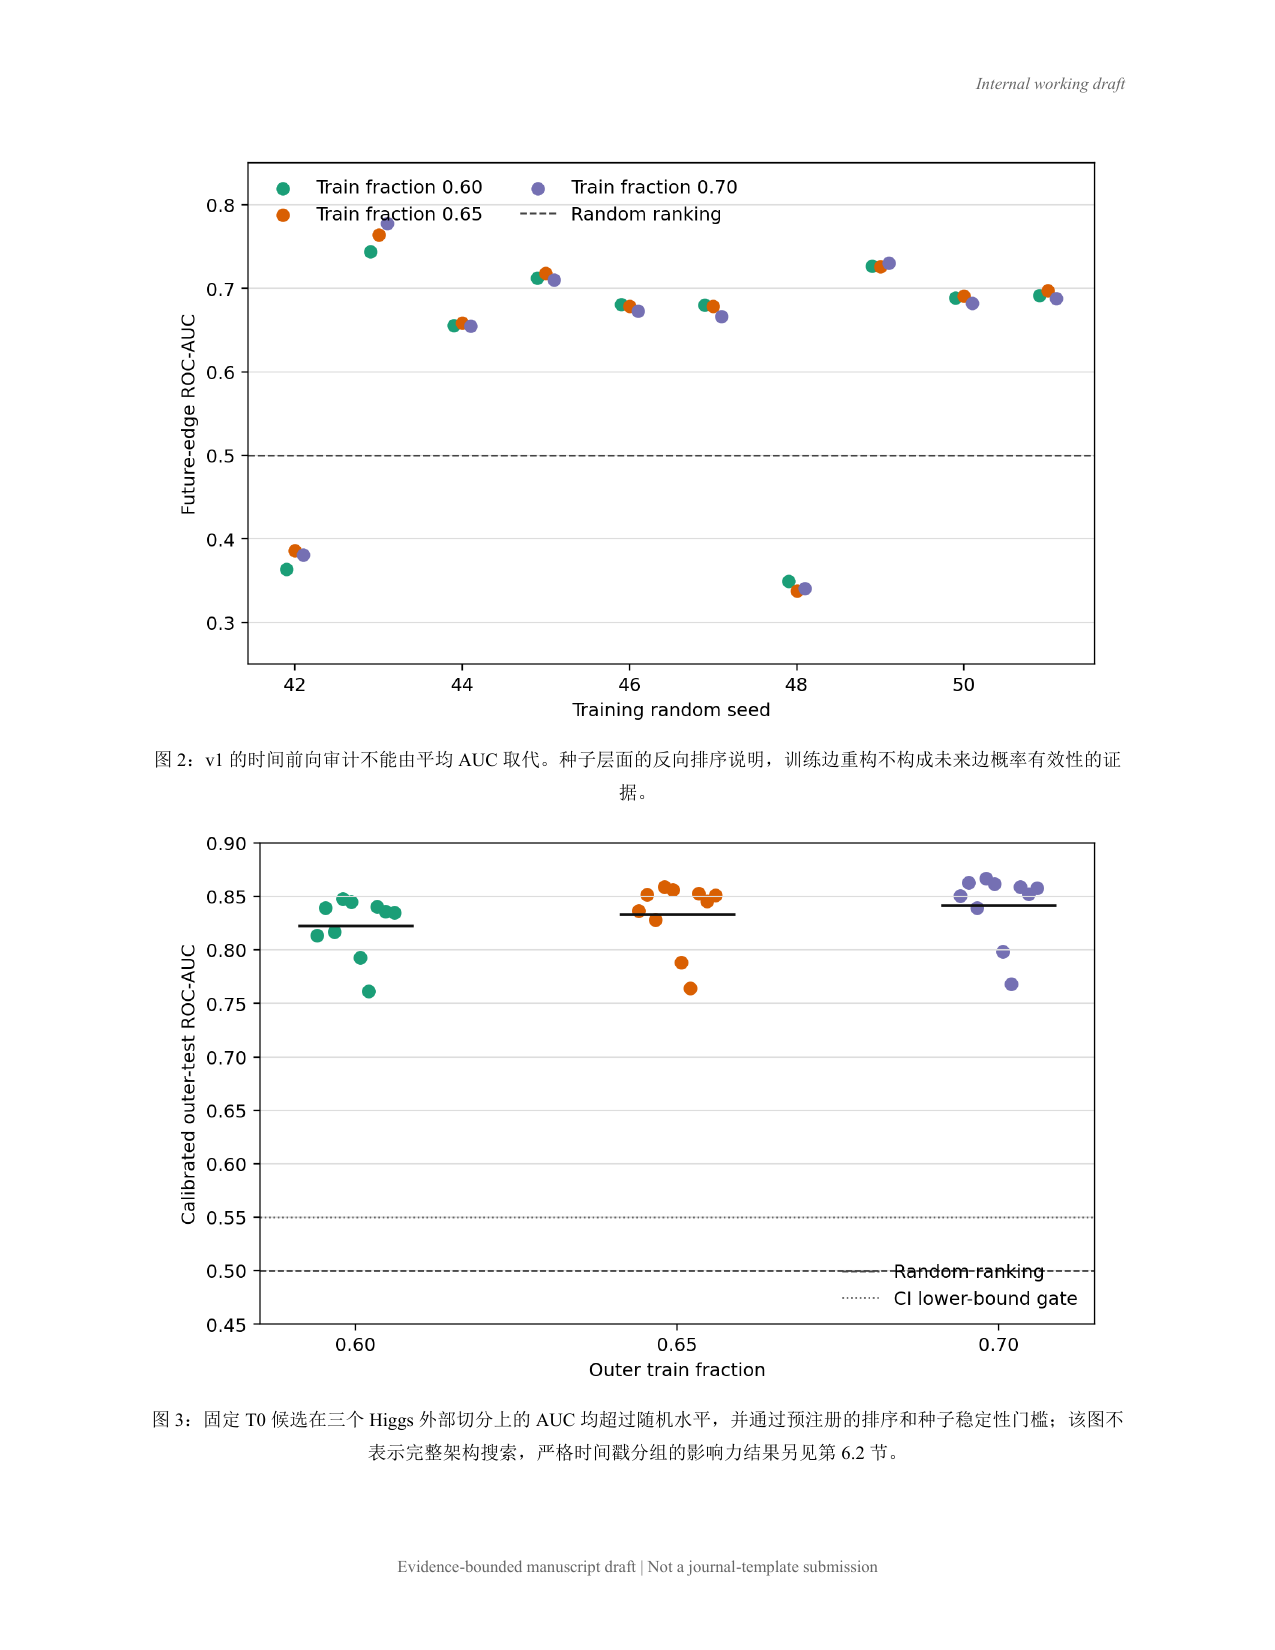 Internal working draft
Train fraction 0.60
Train fraction 0.65
Train fraction 0.70
Random ranking
0.8
0.7
0.6
0.5
0.4
0.3
Future-edge ROC-AUC
42 44 46 48 50
Training random seed
图 2：v1 的时间前向审计不能由平均 AUC 取代。种子层面的反向排序说明，训练边重构不构成未来边概率有效性的证
据。
0.90
0.85
0.80
0.75
0.70
0.65
0.60
0.55
0.50
0.45
Calibrated outer-test ROC-AUC
Random ranking
CI lower-bound gate
0.60 0.65 0.70
Outer train fraction
图 3：固定 T0 候选在三个 Higgs 外部切分上的 AUC 均超过随机水平，并通过预注册的排序和种子稳定性门槛；该图不
表示完整架构搜索，严格时间戳分组的影响力结果另见第 6.2 节。
Evidence-bounded manuscript draft | Not a journal-template submission